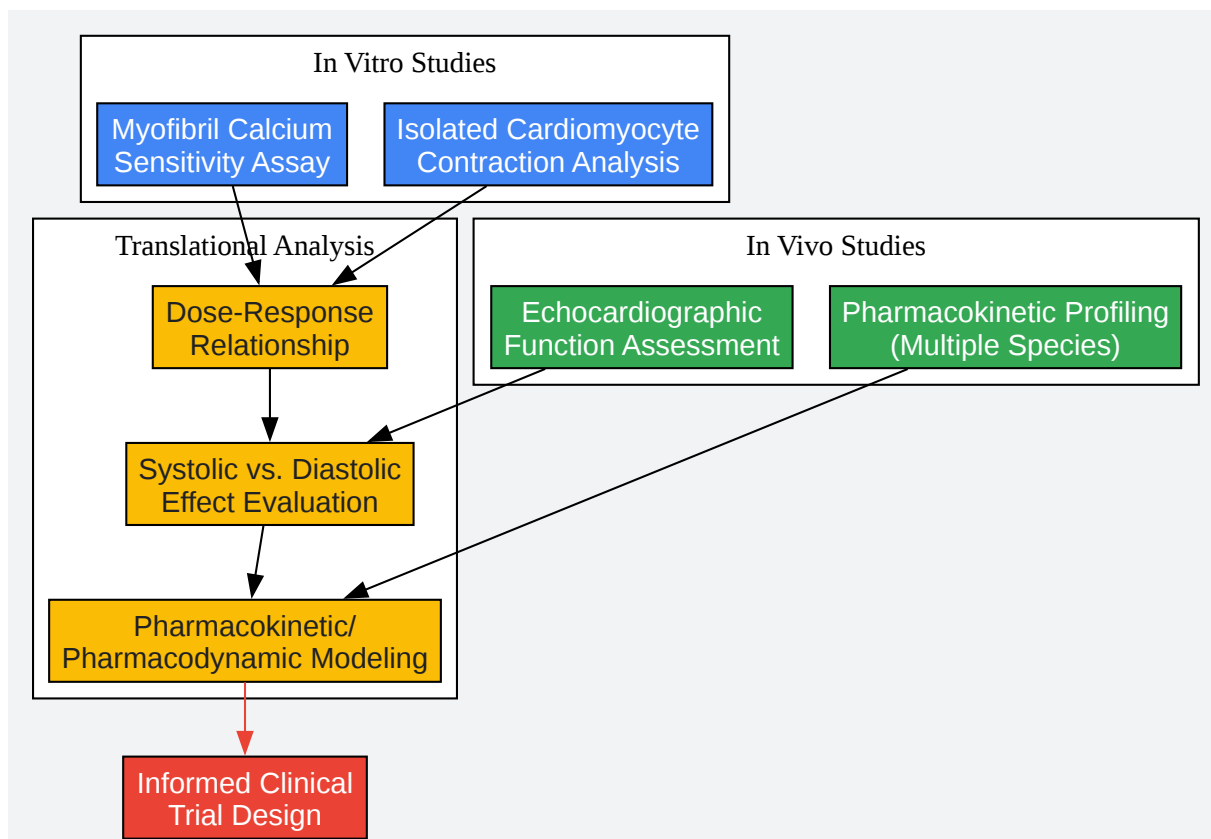 In Vitro Studies
Myofibril Calcium
Sensitivity Assay
Isolated Cardiomyocyte
Contraction Analysis
Translational Analysis
Dose-Response
Relationship
Systolic vs. Diastolic
Effect Evaluation
Pharmacokinetic/
Pharmacodynamic Modeling
In Vivo Studies
Echocardiographic
Function Assessment
Pharmacokinetic Profiling
(Multiple Species)
Informed Clinical
Trial Design